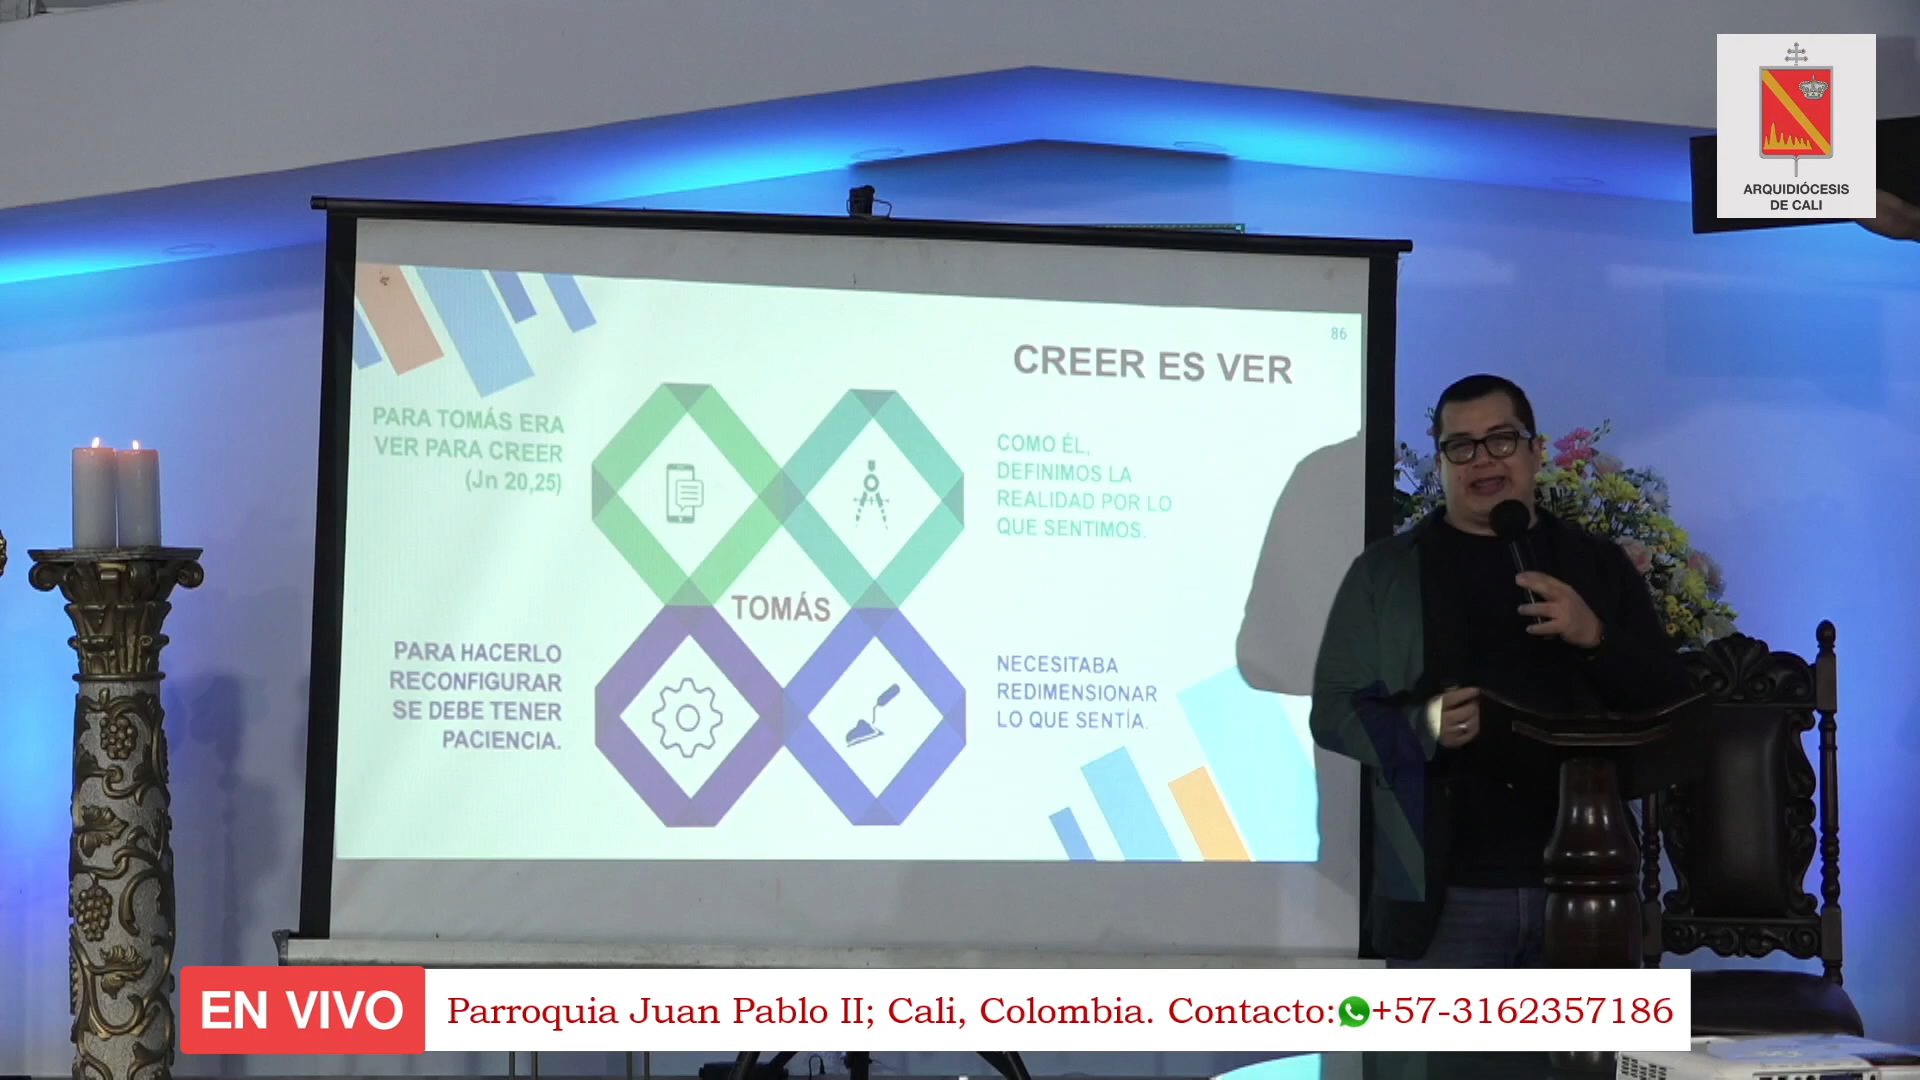 ARQUIDIÓCESIS
DE CALI
86
CREER ES VER
PARA TOMÁS ERA
VER PARA CREER
(Jn 20,25)
COMO ÉL,
DEFINIMOS LA
REALIDAD POR LO
QUE SENTIMOS.
TOMÁS
PARA HACERLO
RECONFIGURAR
SE DEBE TENER
PACIENCIA.
NECESITABA
REDIMENSIONAR
LO QUE SENTÍA.
EN VIVO
Parroquia Juan Pablo II; Cali, Colombia. Contacto:+57-3162357186